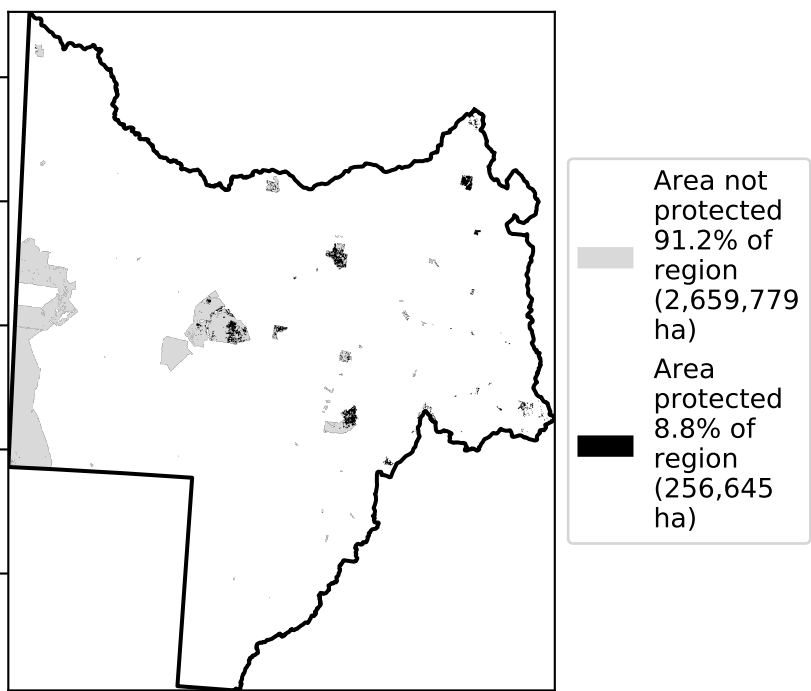 Area not
protected
91.2% of
region
(2,659,779
ha)
Area
protected
8.8% of
region
(256,645
ha)